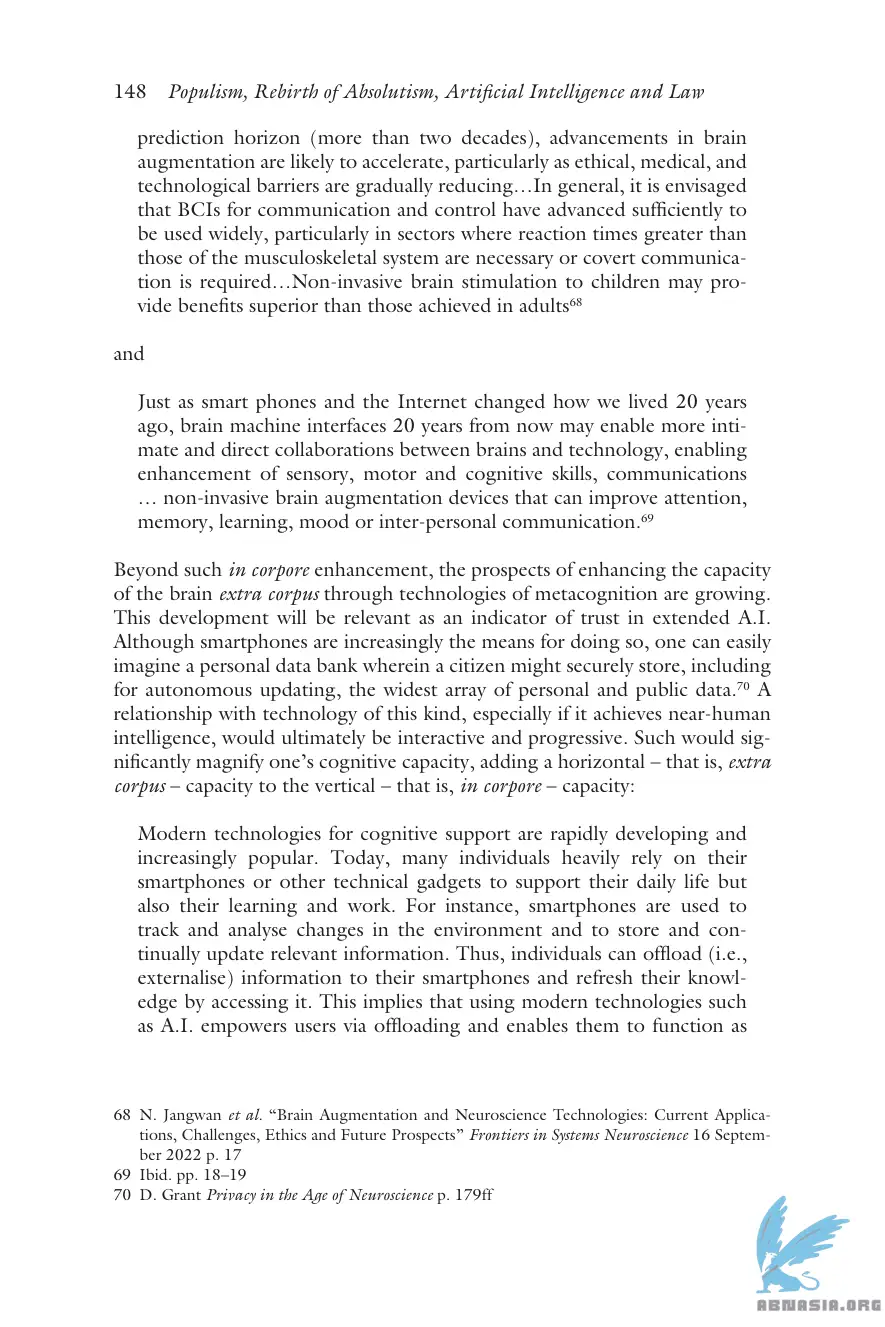 148 Populism, Rebirth of Absolutism, Artificial Intelligence and Law
prediction horizon (more than two decades), advancements in brain
augmentation are likely to accelerate, particularly as ethical, medical, and
technological barriers are gradually reducing…In general, it is envisaged
that BCIs for communication and control have advanced sufficiently to
be used widely, particularly in sectors where reaction times greater than
those of the musculoskeletal system are necessary or covert communica-
tion is required…Non-invasive brain stimulation to children may pro-
vide benefits superior than those achieved in adults⁶⁸
and
Just as smart phones and the Internet changed how we lived 20 years
ago, brain machine interfaces 20 years from now may enable more inti-
mate and direct collaborations between brains and technology, enabling
enhancement of sensory, motor and cognitive skills, communications
… non-invasive brain augmentation devices that can improve attention,
memory, learning, mood or inter-personal communication.⁶⁹
Beyond such in corpore enhancement, the prospects of enhancing the capacity
of the brain extra corpus through technologies of metacognition are growing.
This development will be relevant as an indicator of trust in extended A.I.
Although smartphones are increasingly the means for doing so, one can easily
imagine a personal data bank wherein a citizen might securely store, including
for autonomous updating, the widest array of personal and public data.⁷⁰ A
relationship with technology of this kind, especially if it achieves near-human
intelligence, would ultimately be interactive and progressive. Such would sig-
nificantly magnify one’s cognitive capacity, adding a horizontal – that is, extra
corpus – capacity to the vertical – that is, in corpore – capacity:
Modern technologies for cognitive support are rapidly developing and
increasingly popular. Today, many individuals heavily rely on their
smartphones or other technical gadgets to support their daily life but
also their learning and work. For instance, smartphones are used to
track and analyse changes in the environment and to store and con-
tinually update relevant information. Thus, individuals can offload (i.e.,
externalise) information to their smartphones and refresh their knowl-
edge by accessing it. This implies that using modern technologies such
as A.I. empowers users via offloading and enables them to function as
68 N. Jangwan et al. “Brain Augmentation and Neuroscience Technologies: Current Applica-
tions, Challenges, Ethics and Future Prospects” Frontiers in Systems Neuroscience 16 Septem-
ber 2022 p. 17
69 Ibid. pp. 18–19
70 D. Grant Privacy in the Age of Neuroscience p. 179ff
ABNASIA.ORG